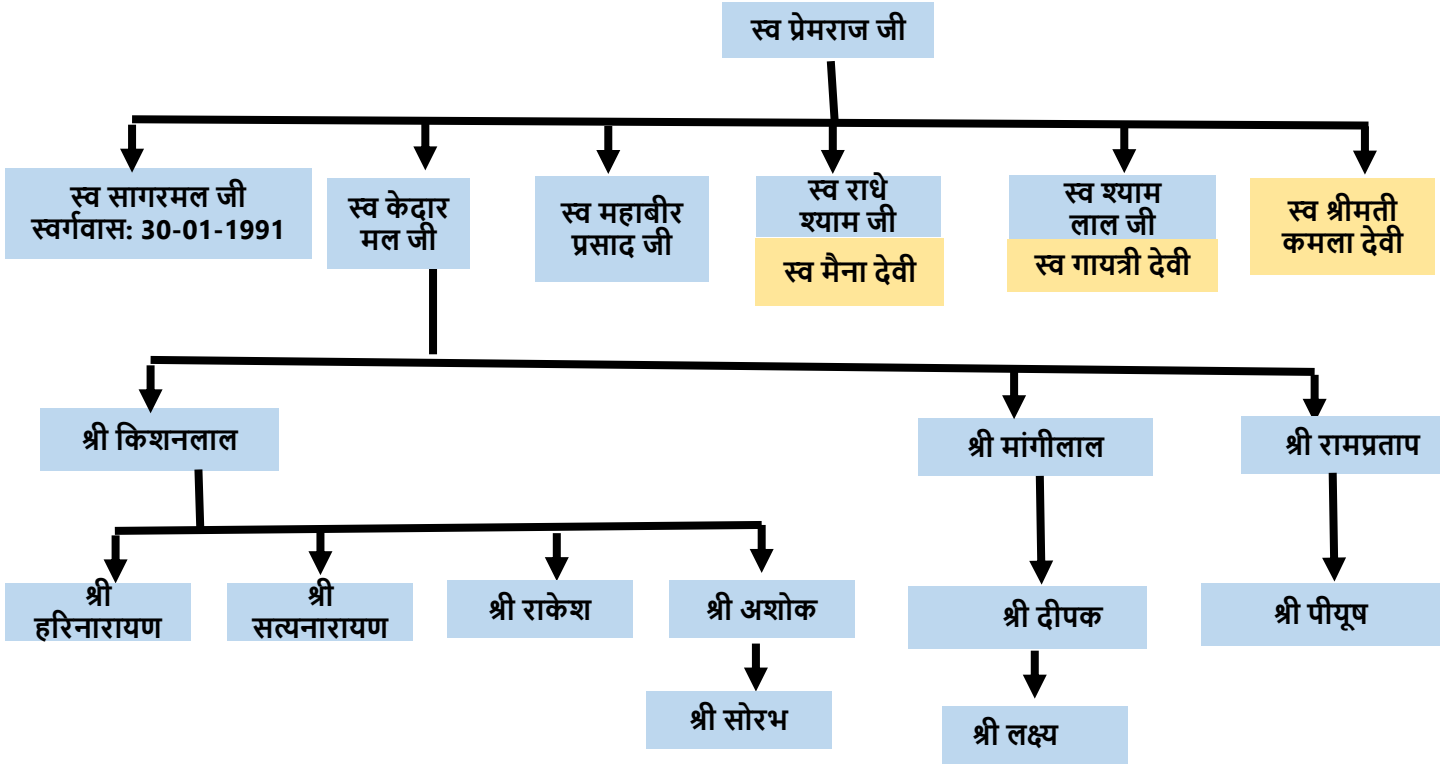 स्व प्रेमराज जी
स्व सागरमल जी
स्वर्गवास: 30-01-1991
स्व केदार
मल जी
स्व महाबीर
प्रसाद जी
स्व राधे
श्याम जी
स्व मैना देवी
स्व श्याम
लाल जी
स्व गायत्री देवी
स्व श्रीमती
कमला देवी
श्री किशनलाल
श्री मांगीलाल
श्री रामप्रताप
श्री
हरिनारायण
श्री
सत्यनारायण
श्री राकेश
श्री अशोक
श्री दीपक
श्री पीयूष
श्री सोरभ
श्री लक्ष्य